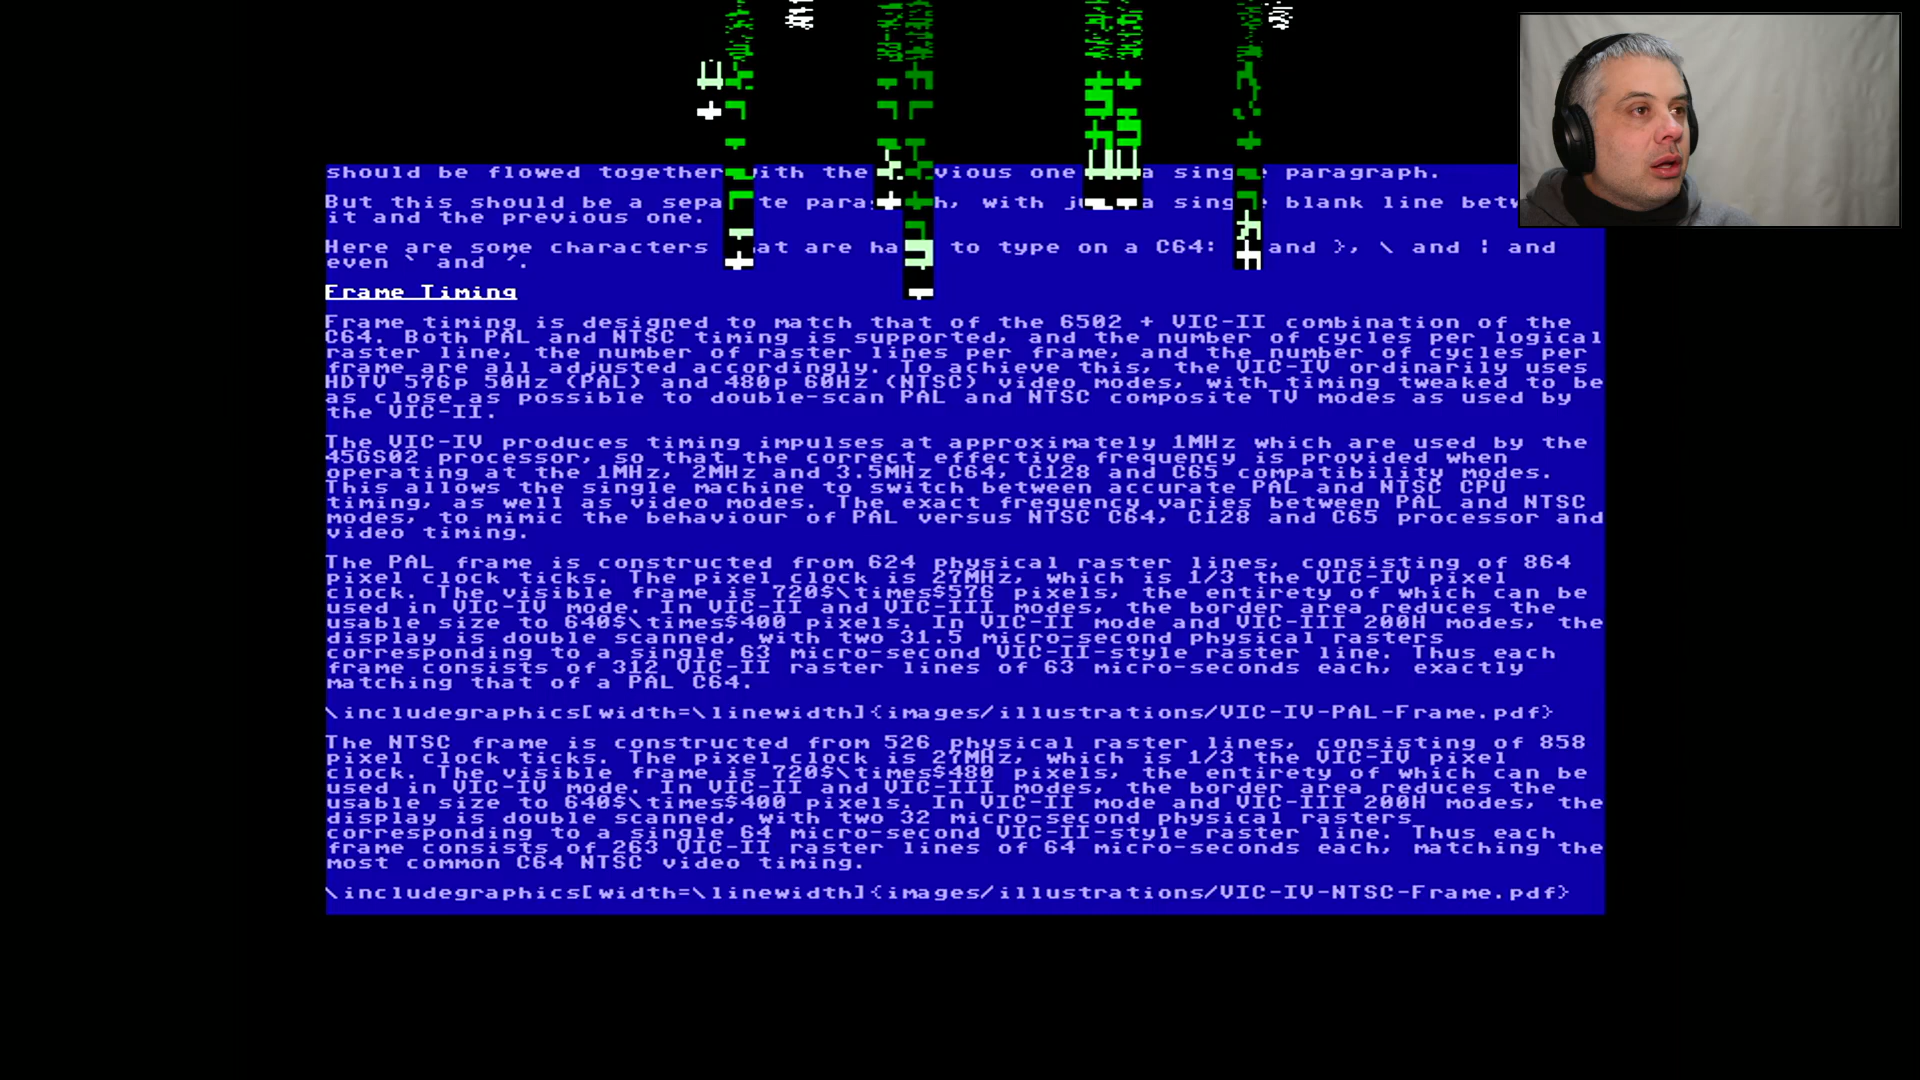 should be flowed together with the vious one a sing e paragraph.
But this should be a sepa te para h, with j a sing e blank line betw
it and the previous one.
Here are some characters hat are ha to type on a C64: and }, \ and ¦ and
even ` and ´.
Frame Timing
Frame timing is designed to match that of the 6502 + VIC-II combination of the
C64. Both PAL and NTSC timing is supported, and the number of cycles per logical
raster line, the number of raster lines per frame, and the number of cycles per
frame are all adjusted accordingly. To achieve this, the VIC-IV ordinarily uses
HDTV 576p 50Hz (PAL) and 480p 60Hz (NTSC) video modes, with timing tweaked to be
as close as possible to double-scan PAL and NTSC composite TV modes as used by
the VIC-II.
The VIC-IV produces timing impulses at approximately 1MHz which are used by the
45GS02 processor, so that the correct effective frequency is provided when
operating at the 1MHz, 2MHz and 3.5MHz C64, C128 and C65 compatibility modes.
This allows the single machine to switch between accurate PAL and NTSC CPU
timing, as well as video modes. The exact frequency varies between PAL and NTSC
modes, to mimic the behaviour of PAL versus NTSC C64, C128 and C65 processor and
video timing.
The PAL frame is constructed from 624 physical raster lines, consisting of 864
pixel clock ticks. The pixel clock is 27MHz, which is 1/3 the VIC-IV pixel
clock. The visible frame is 720$\times$576 pixels, the entirety of which can be
used in VIC-IV mode. In VIC-II and VIC-III modes, the border area reduces the
usable size to 640$\times$400 pixels. In VIC-II mode and VIC-III 200H modes, the
display is double scanned, with two 31.5 micro-second physical rasters
corresponding to a single 63 micro-second VIC-II-style raster line. Thus each
frame consists of 312 VIC-II raster lines of 63 micro-seconds each, exactly
matching that of a PAL C64.
\includegraphics[width=\linewidth]{images/illustrations/VIC-IV-PAL-Frame.pdf}
The NTSC frame is constructed from 526 physical raster lines, consisting of 858
pixel clock ticks. The pixel clock is 27MHz, which is 1/3 the VIC-IV pixel
clock. The visible frame is 720$\times$480 pixels, the entirety of which can be
used in VIC-IV mode. In VIC-II and VIC-III modes, the border area reduces the
usable size to 640$\times$400 pixels. In VIC-II mode and VIC-III 200H modes, the
display is double scanned, with two 32 micro-second physical rasters
corresponding to a single 64 micro-second VIC-II-style raster line. Thus each
frame consists of 263 VIC-II raster lines of 64 micro-seconds each, matching the
most common C64 NTSC video timing.
\includegraphics[width=\linewidth]{images/illustrations/VIC-IV-NTSC-Frame.pdf}